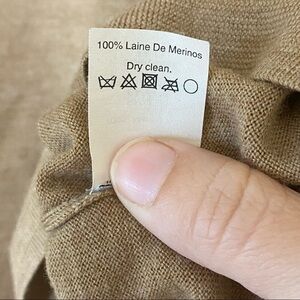 100% Laine De Merinos
Dry clean.